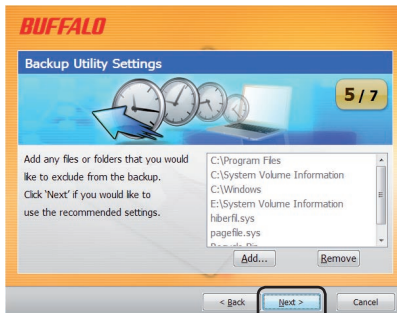 BUFFALO
Backup Utility Settings
5 / 7
Add any files or folders that you would
like to exclude from the backup.
Click 'Next' if you would like to
use the recommended settings.
C:\Program Files
C:\System Volume Information
C:\Windows
E:\System Volume Information
hiberfil.sys
pagefile.sys
Add...
Remove
< Back
Next >
Cancel